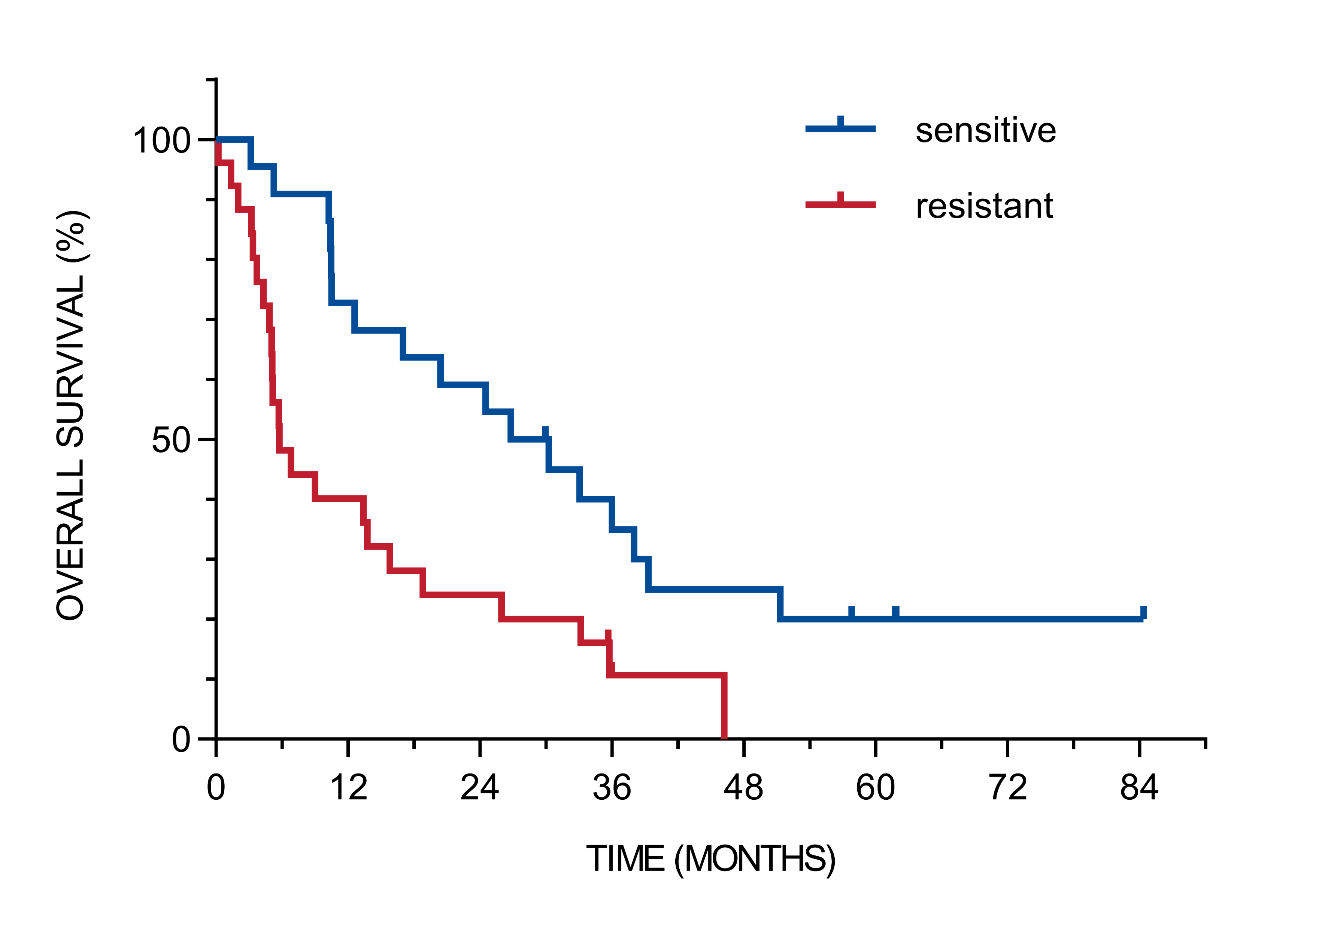 sensitive
resistant
OVERALL SURVIVAL (%)
100
50
0
0 12 24 36 48 60 72 84
TIME (MONTHS)